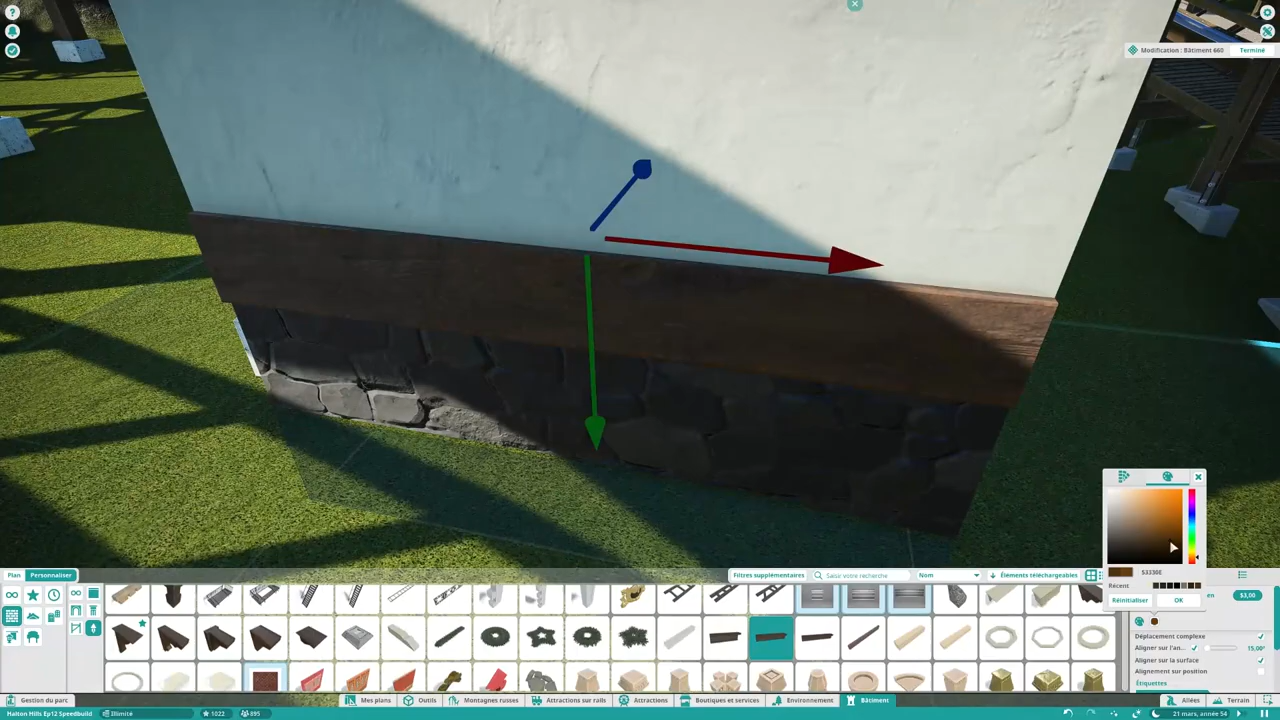 Modification : Bâtiment 660
Terminé
Plan
Personnaliser
Filtres supplémentaires
Saisir votre recherche
Nom
Éléments téléchargeables
53330E
Récent
Réinitialiser
OK
en
$3,00
Déplacement complexe
Aligner sur l'an...
15,00°
Aligner sur la surface
Alignement sur position
Étiquettes
Gestion du parc
Mes plans
Outils
Montagnes russes
Attractions sur rails
Attractions
Boutiques et services
Environnement
Bâtiment
Allées
Terrain
Halton Hills Ep12 Speedbuild
Illimité
1022
895
21 mars, année 54